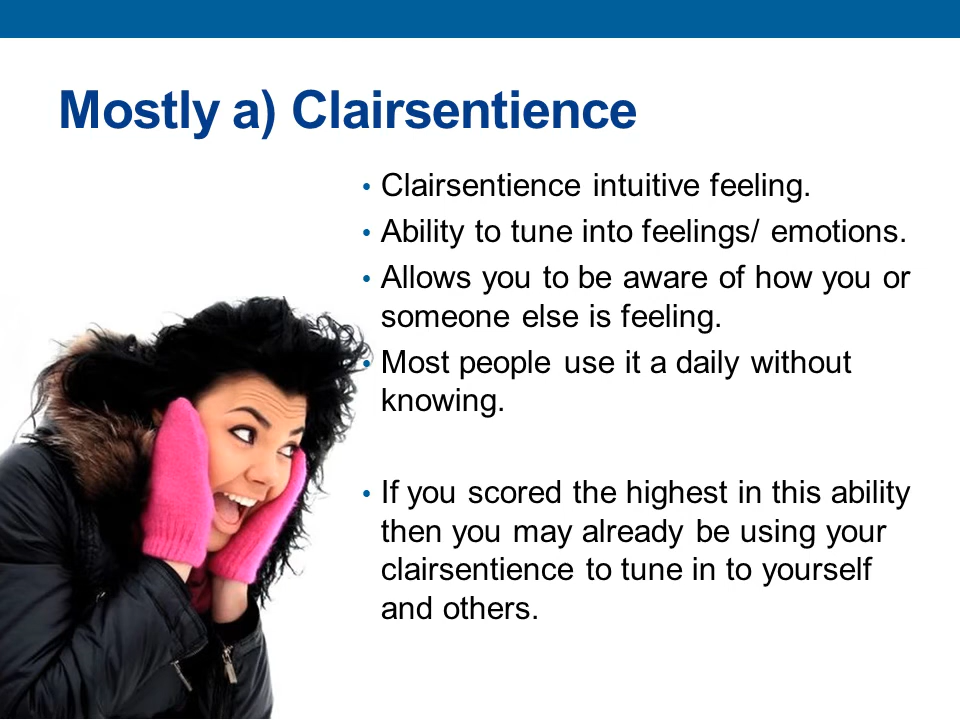 Mostly a) Clairsentience
• Clairsentience intuitive feeling.
• Ability to tune into feelings/ emotions.
• Allows you to be aware of how you or
someone else is feeling.
• Most people use it a daily without
knowing.
• If you scored the highest in this ability
then you may already be using your
clairsentience to tune in to yourself
and others.